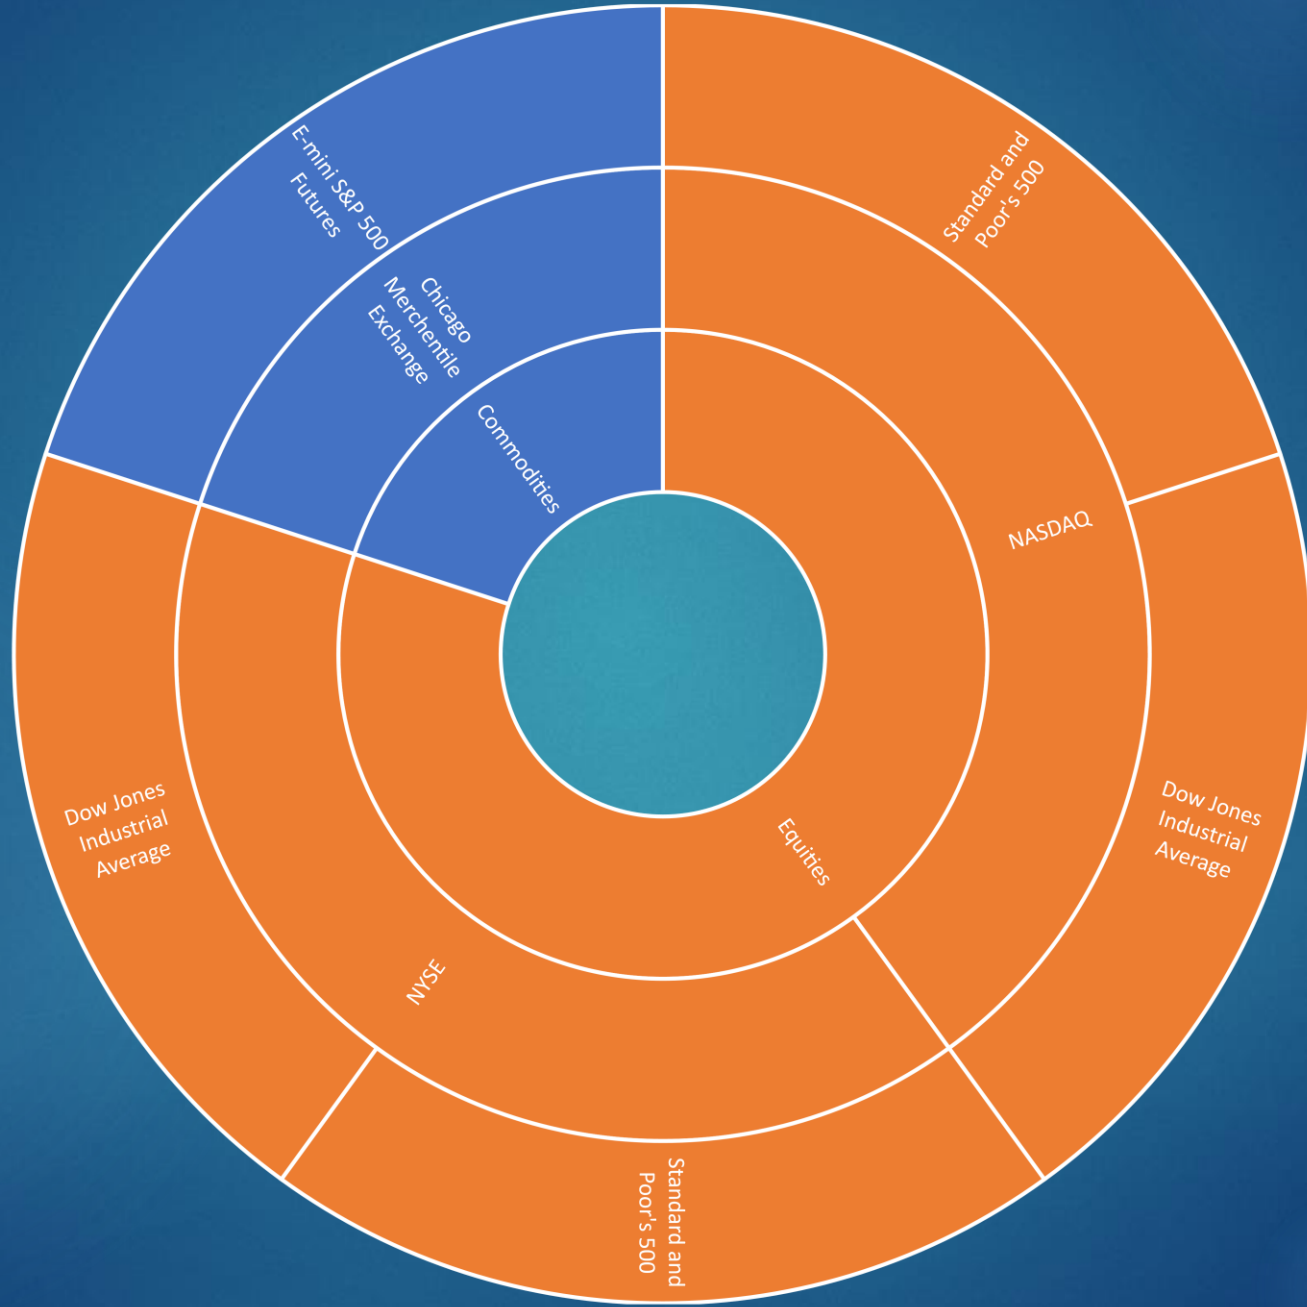 Standard and
Poor's 500
E-mini S&P 500
Futures
Chicago
Merchentile
Exchange
Commodities
NASDAQ
Equities
Dow Jones
Industrial
Average
Dow Jones
Industrial
Average
NYSE
Standard and
Poor's 500